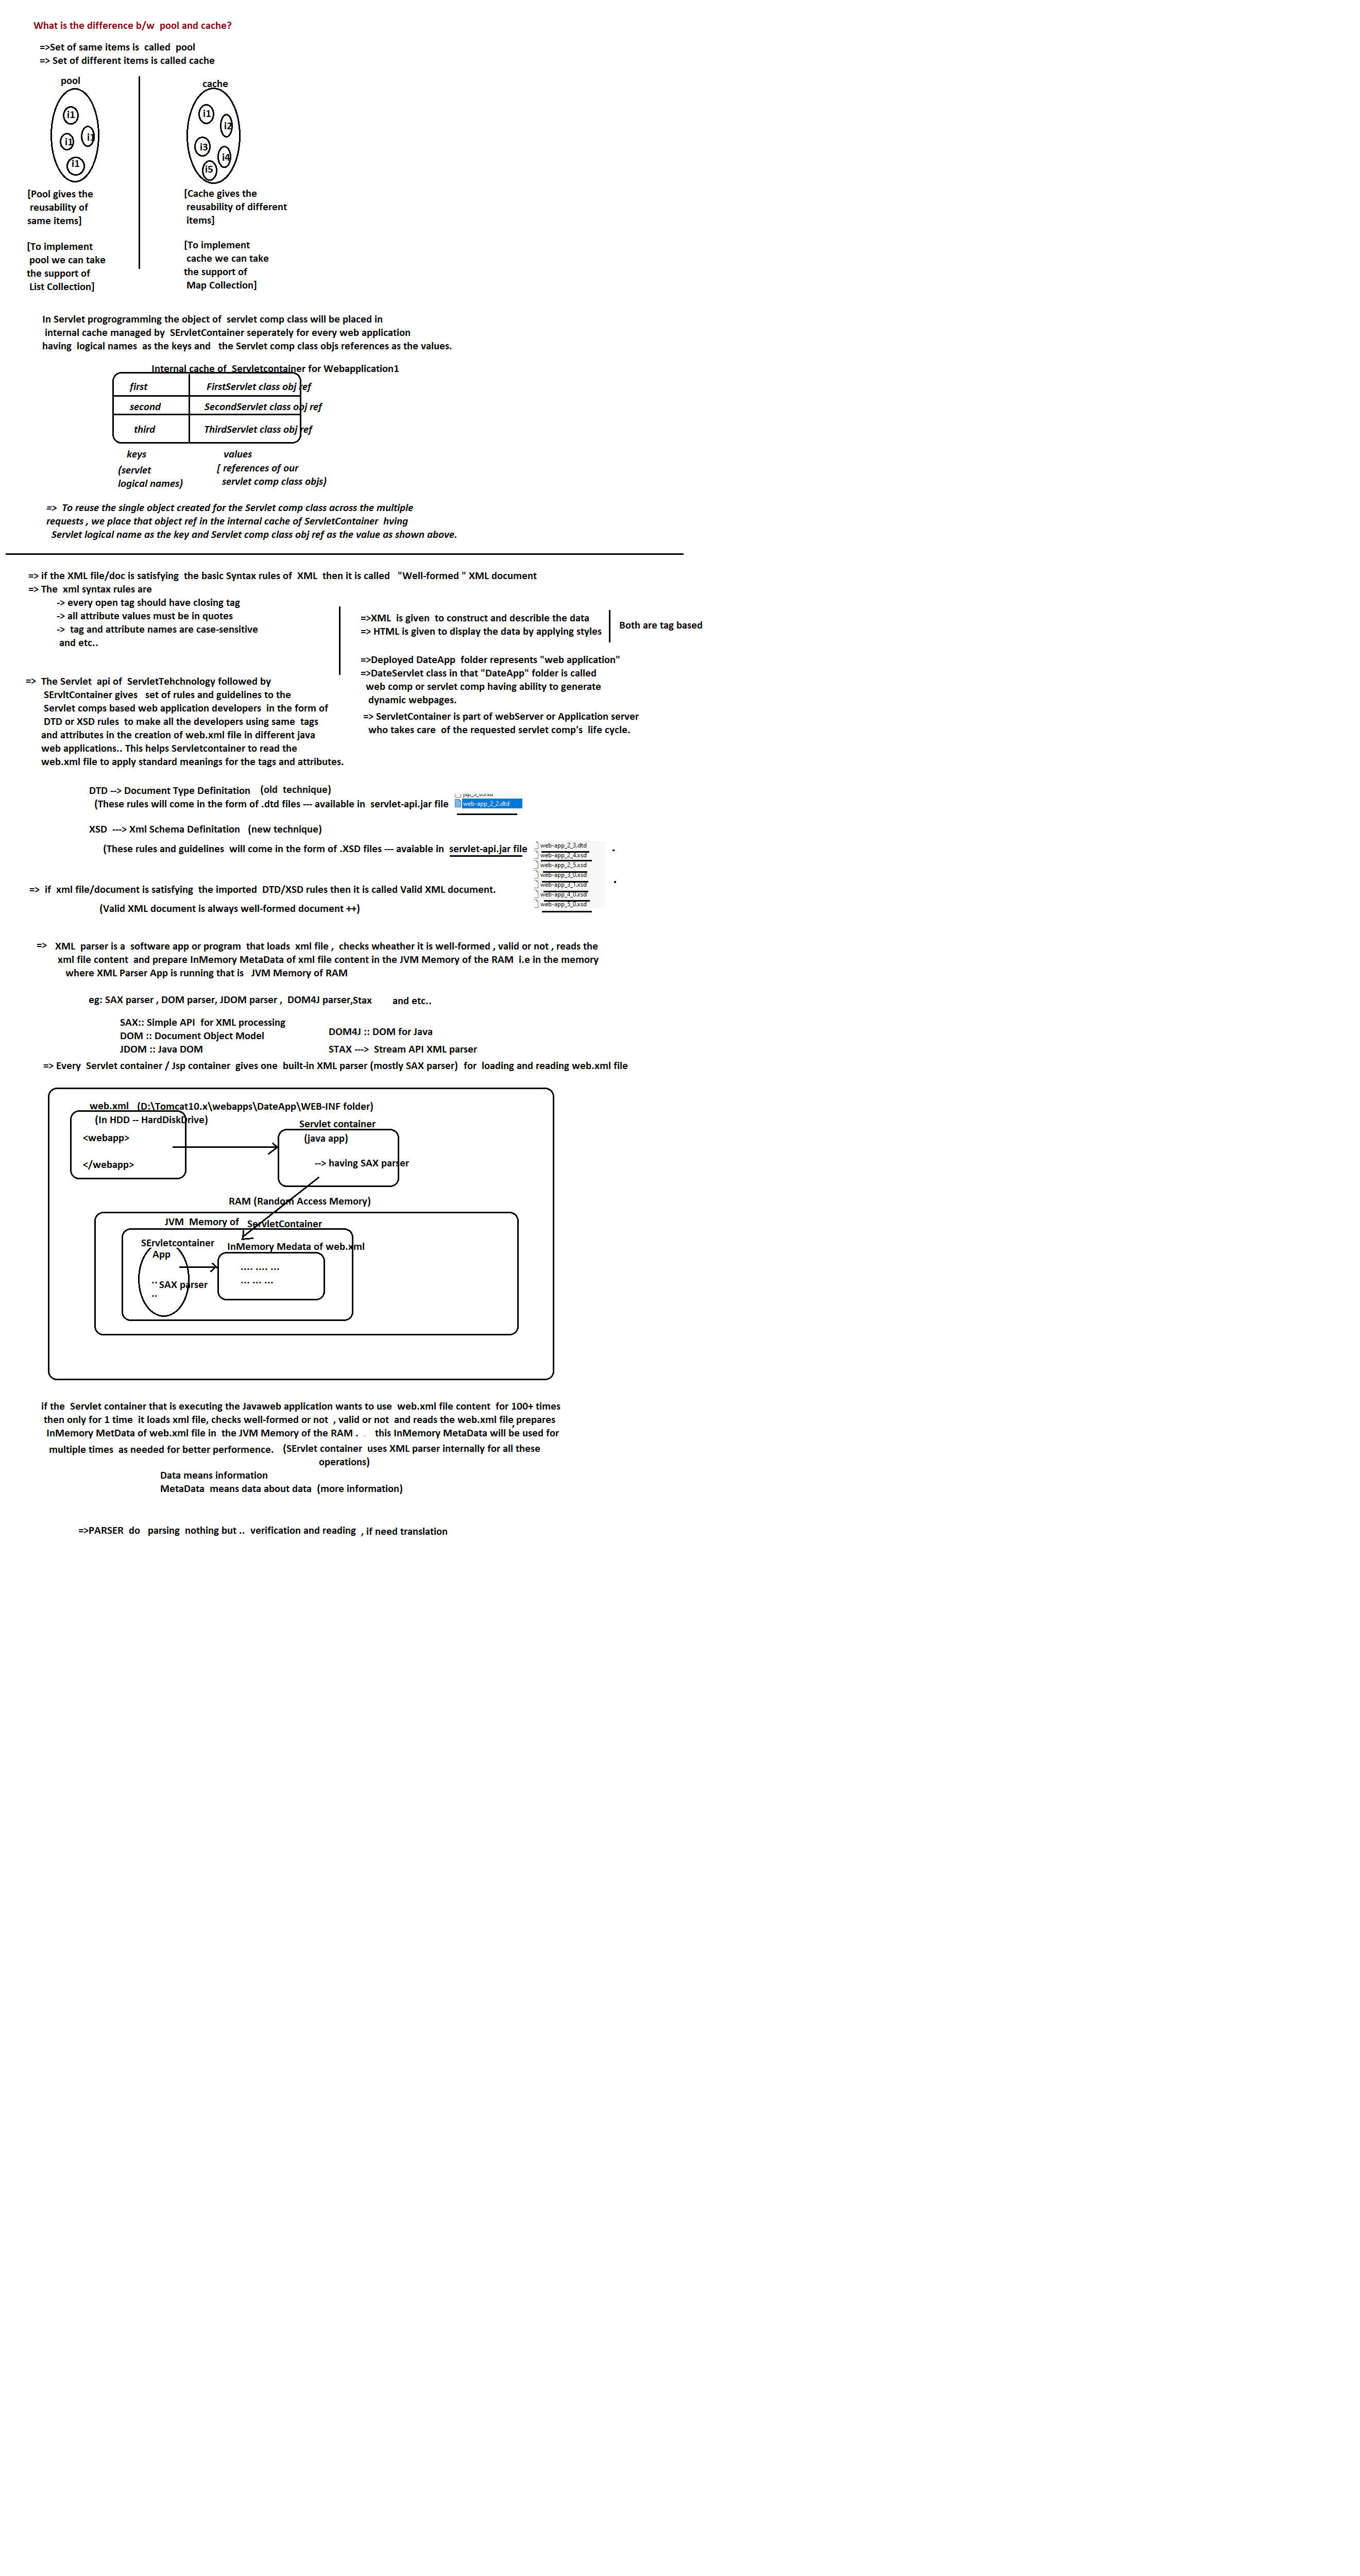 What is the difference b/w  pool and cache?
=>Set of same items is  called  pool
=> Set of different items is called cache
pool
cache
i1
i1
i1
i1
i1
i2
i3
i4
i5
[Pool gives the
reusability of
same items]
[Cache gives the
reusability of different
items]
[To implement
pool we can take
the support of
List Collection]
[To implement
cache we can take
the support of
Map Collection]
In Servlet progrogramming the object of  servlet comp class will be placed in
internal cache managed by  SErvletContainer seperately for every web application
having  logical names  as the keys and   the Servlet comp class objs references as the values.
Internal cache of  Servletcontainer for Webapplication1
first FirstServlet class obj ref
second SecondServlet class obj ref
third ThirdServlet class obj ref
keys values
(servlet
logical names)
[ references of our
servlet comp class objs)
=>  To reuse the single object created for the Servlet comp class across the multiple
requests , we place that object ref in the internal cache of ServletContainer  hving
Servlet logical name as the key and Servlet comp class obj ref as the value as shown above.
=> if the XML file/doc is satisfying  the basic Syntax rules of  XML  then it is called   "Well-formed " XML document
=> The  xml syntax rules are
-> every open tag should have closing tag
-> all attribute values must be in quotes
->  tag and attribute names are case-sensitive
and etc..
=>XML  is given  to construct and describle the data
=> HTML is given to display the data by applying styles
Both are tag based
=>Deployed DateApp  folder represents "web application"
=>DateServlet class in that "DateApp" folder is called
web comp or servlet comp having ability to generate
dynamic webpages.
=> ServletContainer is part of webServer or Application server
who takes care  of the requested servlet comp's  life cycle.
=>  The Servlet  api of  ServletTehchnology followed by
SErvltContainer gives   set of rules and guidelines to the
Servlet comps based web application developers  in the form of
DTD or XSD rules  to make all the developers using same  tags
and attributes in the creation of web.xml file in different java
web applications.. This helps Servletcontainer to read the
web.xml file to apply standard meanings for the tags and attributes.
DTD --> Document Type Definition   (old  technique)
(These rules will come in the form of .dtd files --- available in  servlet-api.jar file
web-app_2_2.dtd
XSD  ---> Xml Schema Definitation   (new technique)
(These rules and guidelines  will come in the form of .XSD files --- avaiable in  servlet-api.jar file
web-app_2_3.dtd
web-app_2_4.xsd
web-app_2_5.xsd
web-app_3_0.xsd
web-app_3_1.xsd
web-app_4_0.xsd
web-app_5_0.xsd
=>  if  xml file/document is satisfying  the imported  DTD/XSD rules then it is called Valid XML document.
(Valid XML document is always well-formed document ++)
=>   XML  parser is a  software app or program  that loads  xml file ,  checks wheather it is well-formed , valid or not , reads the
xml file content  and prepare InMemory MetaData of xml file content in the JVM Memory of the RAM  i.e in the memory
where XML Parser App is running that is   JVM Memory of RAM
eg: SAX parser , DOM parser, JDOM parser ,  DOM4J parser,Stax      and etc..
SAX:: Simple API  for XML processing
DOM :: Document Object Model
JDOM :: Java DOM
DOM4J :: DOM for Java
STAX --->  Stream API XML parser
=> Every  Servlet container / Jsp container  gives one  built-in XML parser (mostly SAX parser)  for  loading and reading web.xml file
web.xml   (D:\Tomcat10.x\webapps\DateApp\WEB-INF folder)
(In HDD -- HardDiskDrive)
<webapp>
</webapp>
Servlet container
(java app)
--> having SAX parser
RAM (Random Access Memory)
JVM  Memory of   ServletContainer
SErvletcontainer
App
InMemory Medata of web.xml
.. SAX parser
..
.... .... ...
... ... ...
if the  Servlet container that is executing the Javaweb application wants to use  web.xml file content  for 100+ times
then only for 1 time  it loads xml file, checks well-formed or not  , valid or not  and reads the web.xml file,prepares
InMemory MetData of web.xml file in  the JVM Memory of the RAM .  .   this InMemory MetaData will be used for
multiple times  as needed for better performence.   (SErvlet container  uses XML parser internally for all these
operations)
Data means information
MetaData  means data about data  (more information)
=>PARSER  do   parsing  nothing but ..  verification and reading  , if need translation